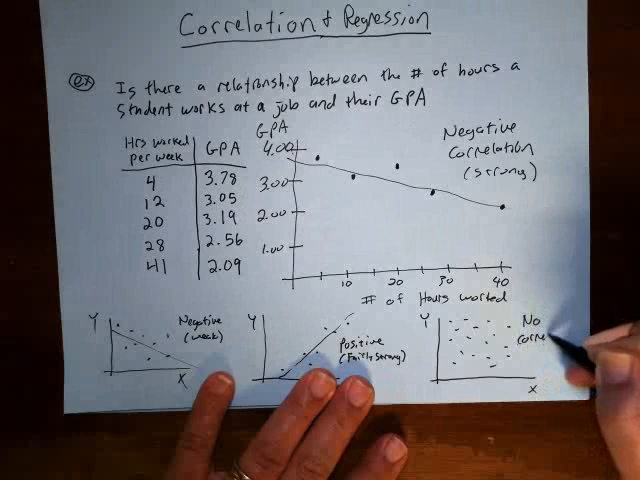 Correlation & Regression
ex Is there a relationship between the # of hours a
student works at a job and their GPA
Hrs worked
per week
GPA
4 3.78
12 3.05
20 3.19
28 2.56
41 2.09
GPA
4.00
3.00
2.00
1.00
10 20 30 40
# of Hours worked
Negative
Correlation
(strong)
Y
Negative
(weak)
X
Y
Positive
(Fairly strong)
Y
No
Corre
X